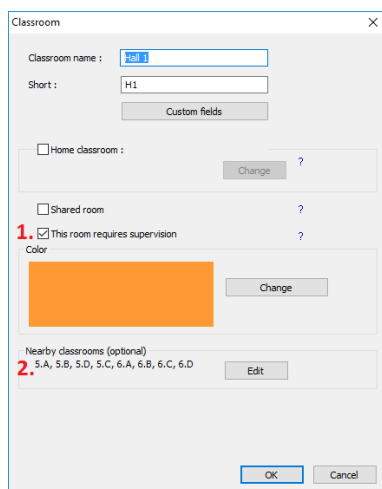 Classroom
Classroom name :
Hall 1
Short :
H1
Custom fields
Home classroom :
Change ?
Shared room ?
1. This room requires supervision ?
Color
Change
Nearby classrooms (optional)
2. 5.A, 5.B, 5.D, 5.C, 6.A, 6.B, 6.C, 6.D
Edit
OK Cancel